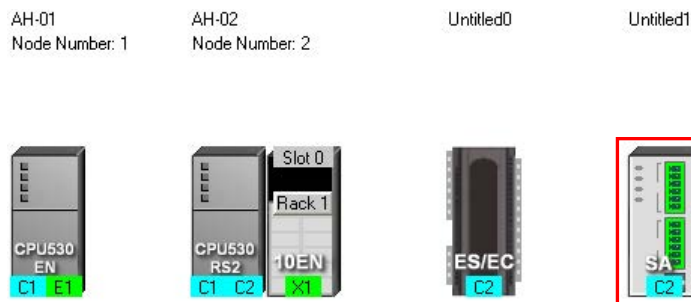 AH-01
Node Number: 1
AH-02
Node Number: 2
Untitled0
Untitled1
CPU530
EN
C1 E1
CPU530
RS2
C1 C2
Slot 0
Rack 1
10EN
X1
ES/EC
C2
SA
C2